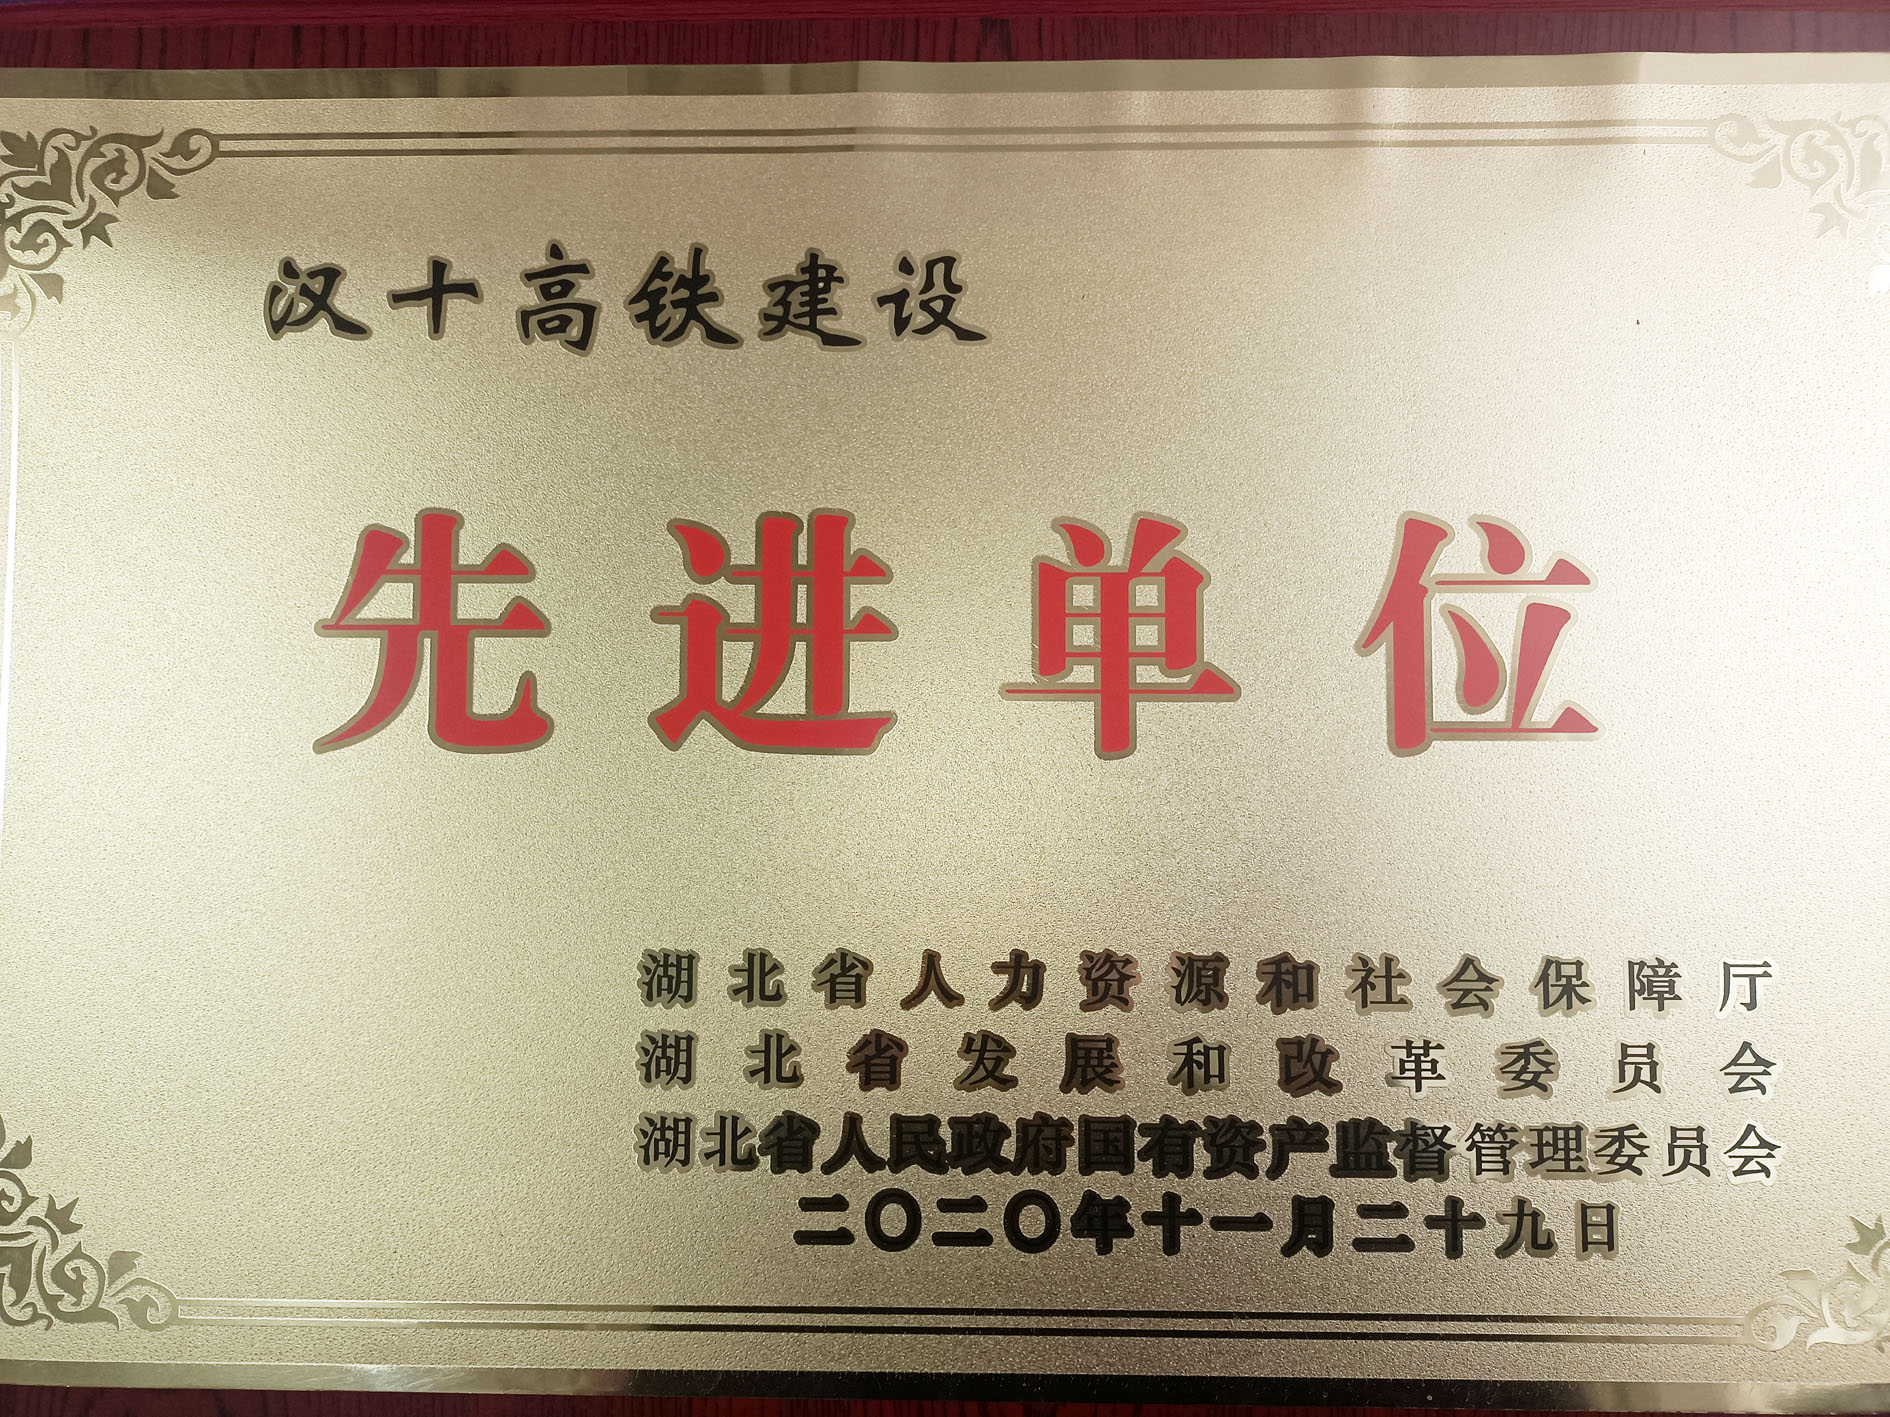 汉十高铁建设
先进单位
湖北省人力资源和社会保障厅
湖北省发展和改革委员会
湖北省人民政府国有资产监督管理委员会
二〇二〇年十一月二十九日